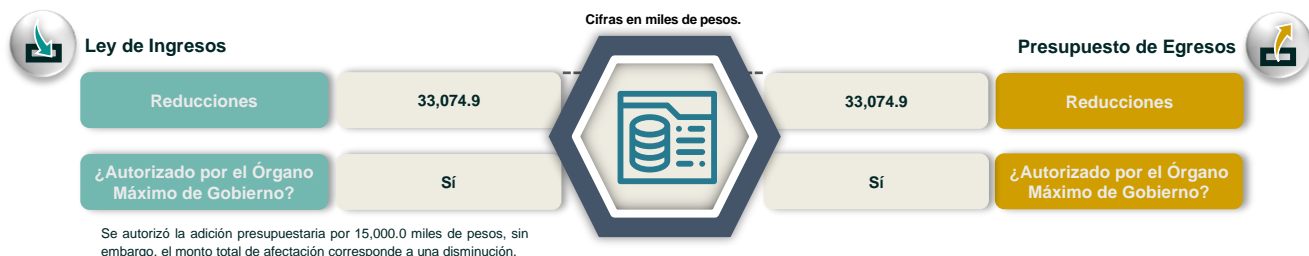 Cifras en miles de pesos.
Ley de Ingresos
Presupuesto de Egresos
Reducciones
33,074.9
33,074.9
Reducciones
¿Autorizado por el Órgano
Máximo de Gobierno?
Sí
Sí
¿Autorizado por el Órgano
Máximo de Gobierno?
Se autorizó la adición presupuestaria por 15,000.0 miles de pesos, sin
embargo, el monto total de afectación corresponde a una disminución.